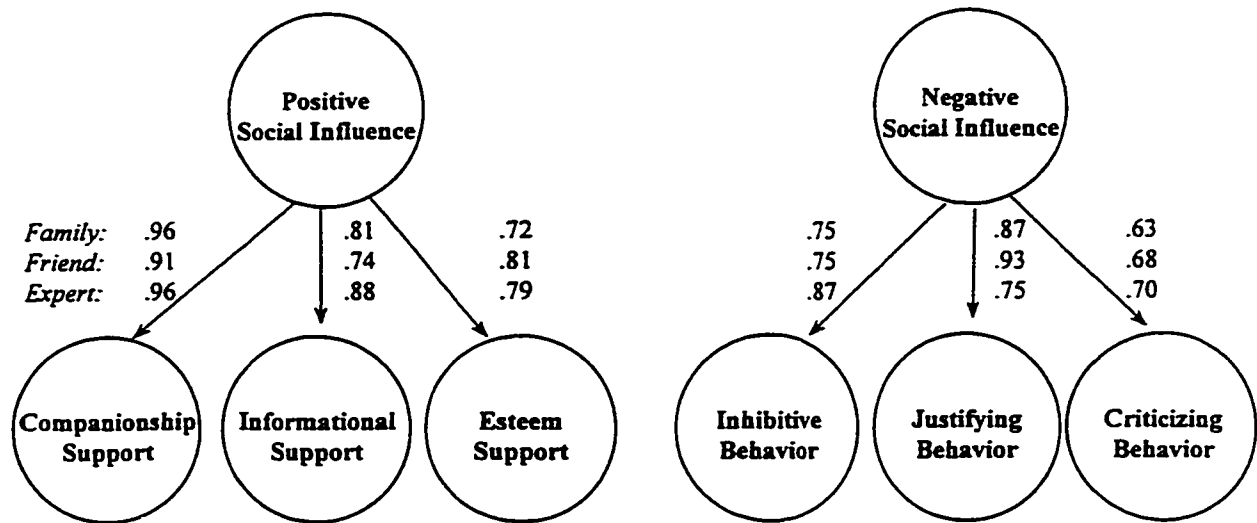 Positive
Social Influence
Negative
Social Influence
Family: .96 .81 .72 .75 .87 .63
Friend: .91 .74 .81 .75 .93 .68
Expert: .96 .88 .79 .87 .75 .70
Companionship
Support
Informational
Support
Esteem
Support
Inhibitive
Behavior
Justifying
Behavior
Criticizing
Behavior